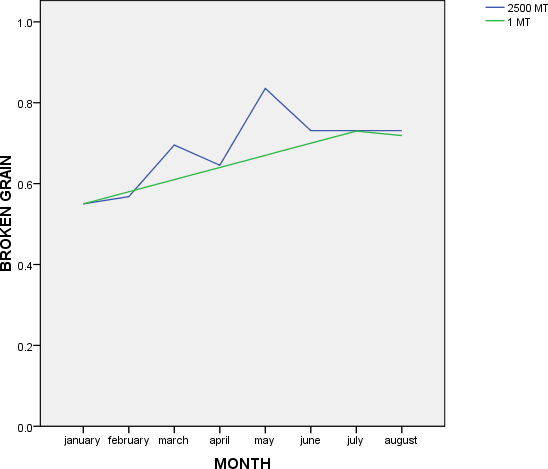 2500 MT
1 MT
1.0
0.8
0.6
0.4
0.2
0.0
BROKEN GRAIN
january february march april may june july august
MONTH